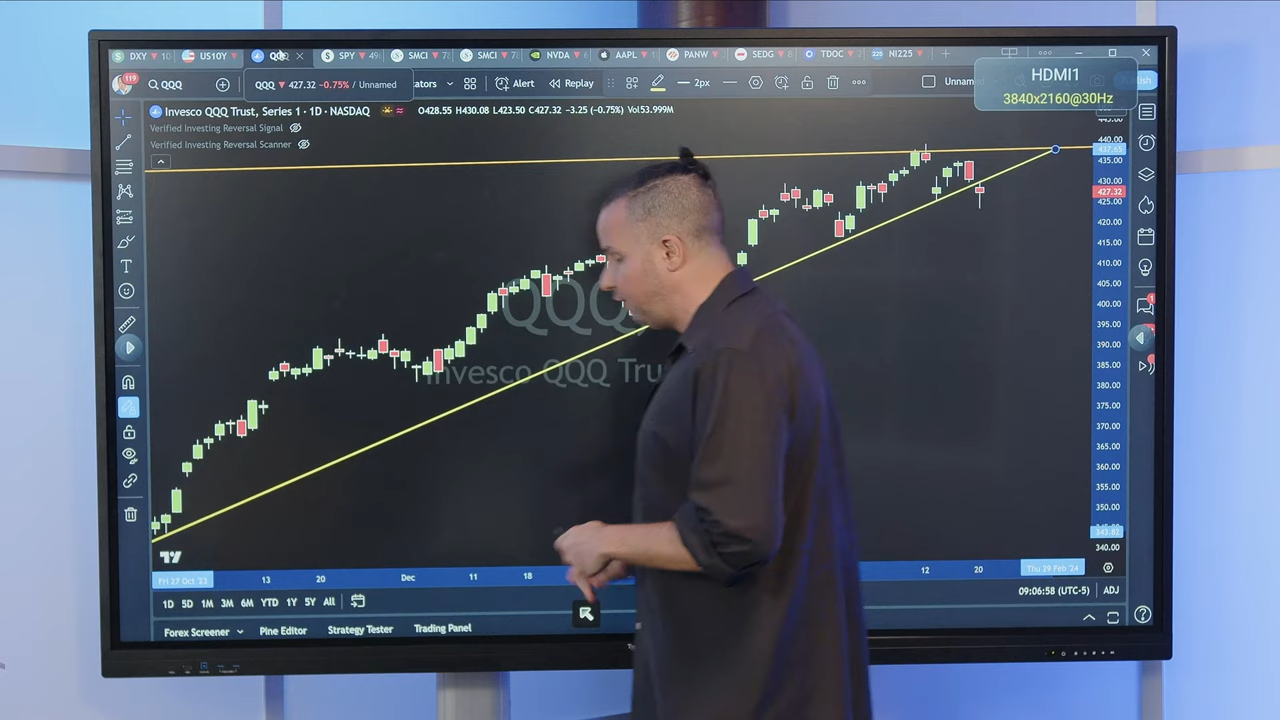 DXY
US10Y
QQQ
SPY
SMCI
SMCI
NVDA
AAPL
PANW
SEDG
TDOC
NI225
HDMI1
3840x2160@30Hz
119
QQQ
QQQ 427.32 -0.75% / Unnamed
Alert
Replay
2px
Unnam
Invesco QQQ Trust, Series 1 · 1D · NASDAQ
O428.55 H430.08 L423.50 C427.32 -3.25 (-0.75%) Vol53.999M
Verified Investing Reversal Signal
Verified Investing Reversal Scanner
440.00
437.65
435.00
430.00
427.32
425.00
420.00
415.00
410.00
405.00
400.00
395.00
390.00
385.00
380.00
375.00
370.00
365.00
360.00
355.00
350.00
343.82
340.00
QQQ
Invesco QQQ Tru
Fri 27 Oct '23
13
20
Dec
11
18
12
20
Thu 29 Feb '24
1D
5D
1M
3M
6M
YTD
1Y
5Y
All
09:06:58 (UTC-5)
ADJ
Forex Screener
Pine Editor
Strategy Tester
Trading Panel